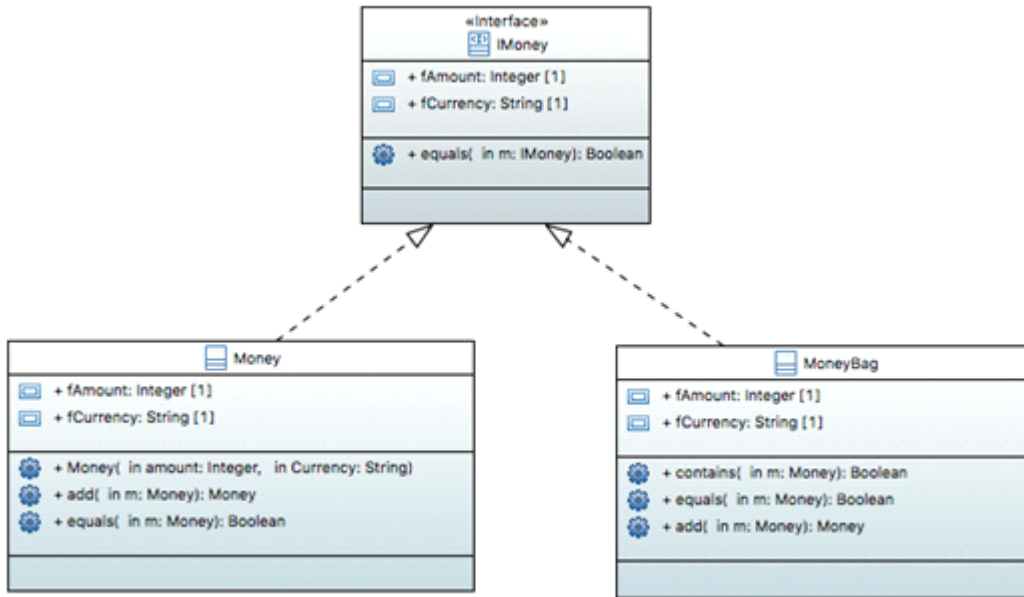 «Interface»
IMoney
+ fAmount: Integer [1]
+ fCurrency: String [1]
+ equals( in m: IMoney): Boolean
Money
+ fAmount: Integer [1]
+ fCurrency: String [1]
+ Money( in amount: Integer, in Currency: String)
+ add( in m: Money): Money
+ equals( in m: Money): Boolean
MoneyBag
+ fAmount: Integer [1]
+ fCurrency: String [1]
+ contains( in m: Money): Boolean
+ equals( in m: Money): Boolean
+ add( in m: Money): Money